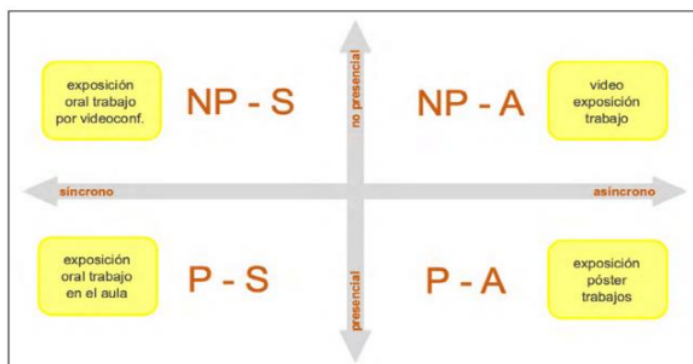 exposición
oral trabajo
por videoconf.
NP - S
no presencial
NP - A
video
exposición
trabajo
síncrono
asíncrono
exposición
oral trabajo
en el aula
P - S
presencial
P - A
exposición
póster
trabajos